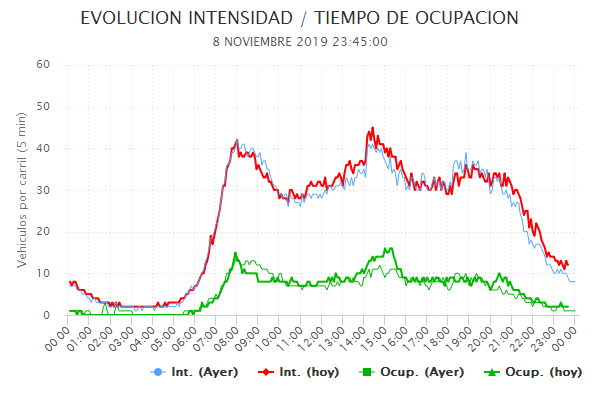 EVOLUCION INTENSIDAD / TIEMPO DE OCUPACION
8 NOVIEMBRE 2019 23:45:00
Vehiculos por carril (5 min)
60
50
40
30
20
10
0
00:00 01:00 02:00 03:00 04:00 05:00 06:00 07:00 08:00 09:00 10:00 11:00 12:00 13:00 14:00 15:00 16:00 17:00 18:00 19:00 20:00 21:00 22:00 23:00 00:00
Int. (Ayer) Int. (hoy) Ocup. (Ayer) Ocup. (hoy)